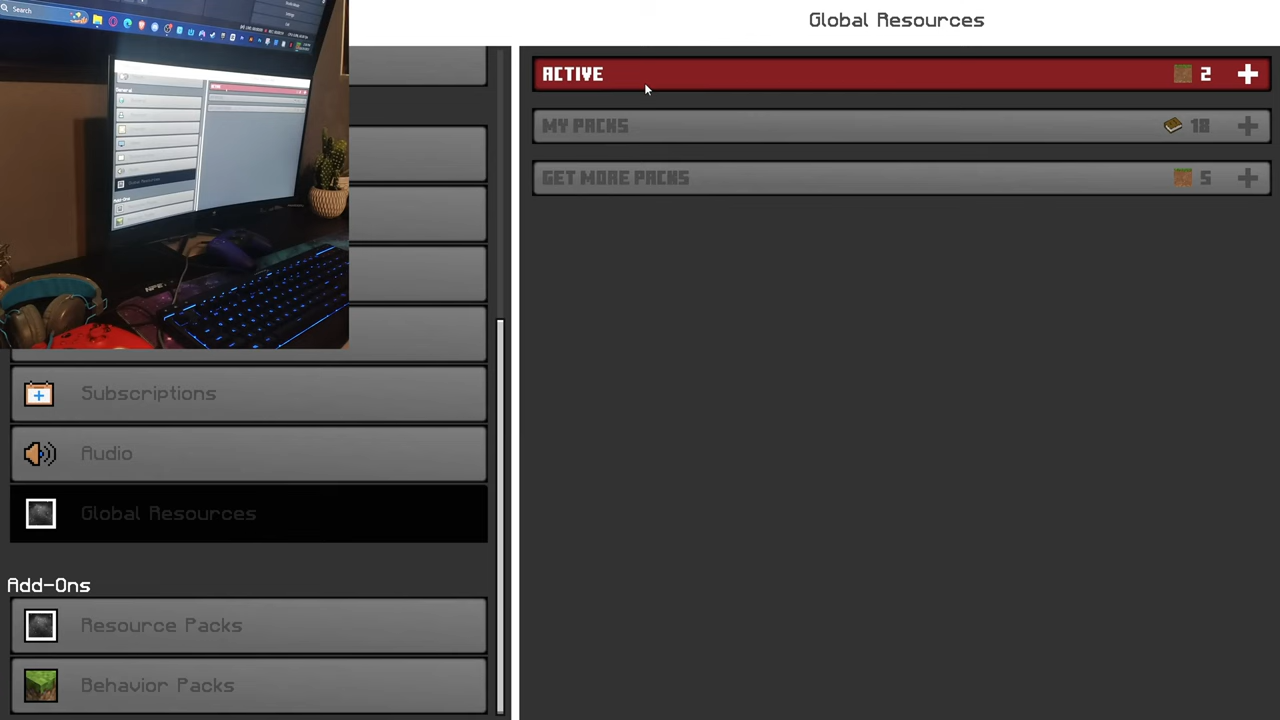 Global Resources
Search
ACTIVE 2
MY PACKS 18
GET MORE PACKS 5
Subscriptions
Audio
Global Resources
Add-Ons
Resource Packs
Behavior Packs